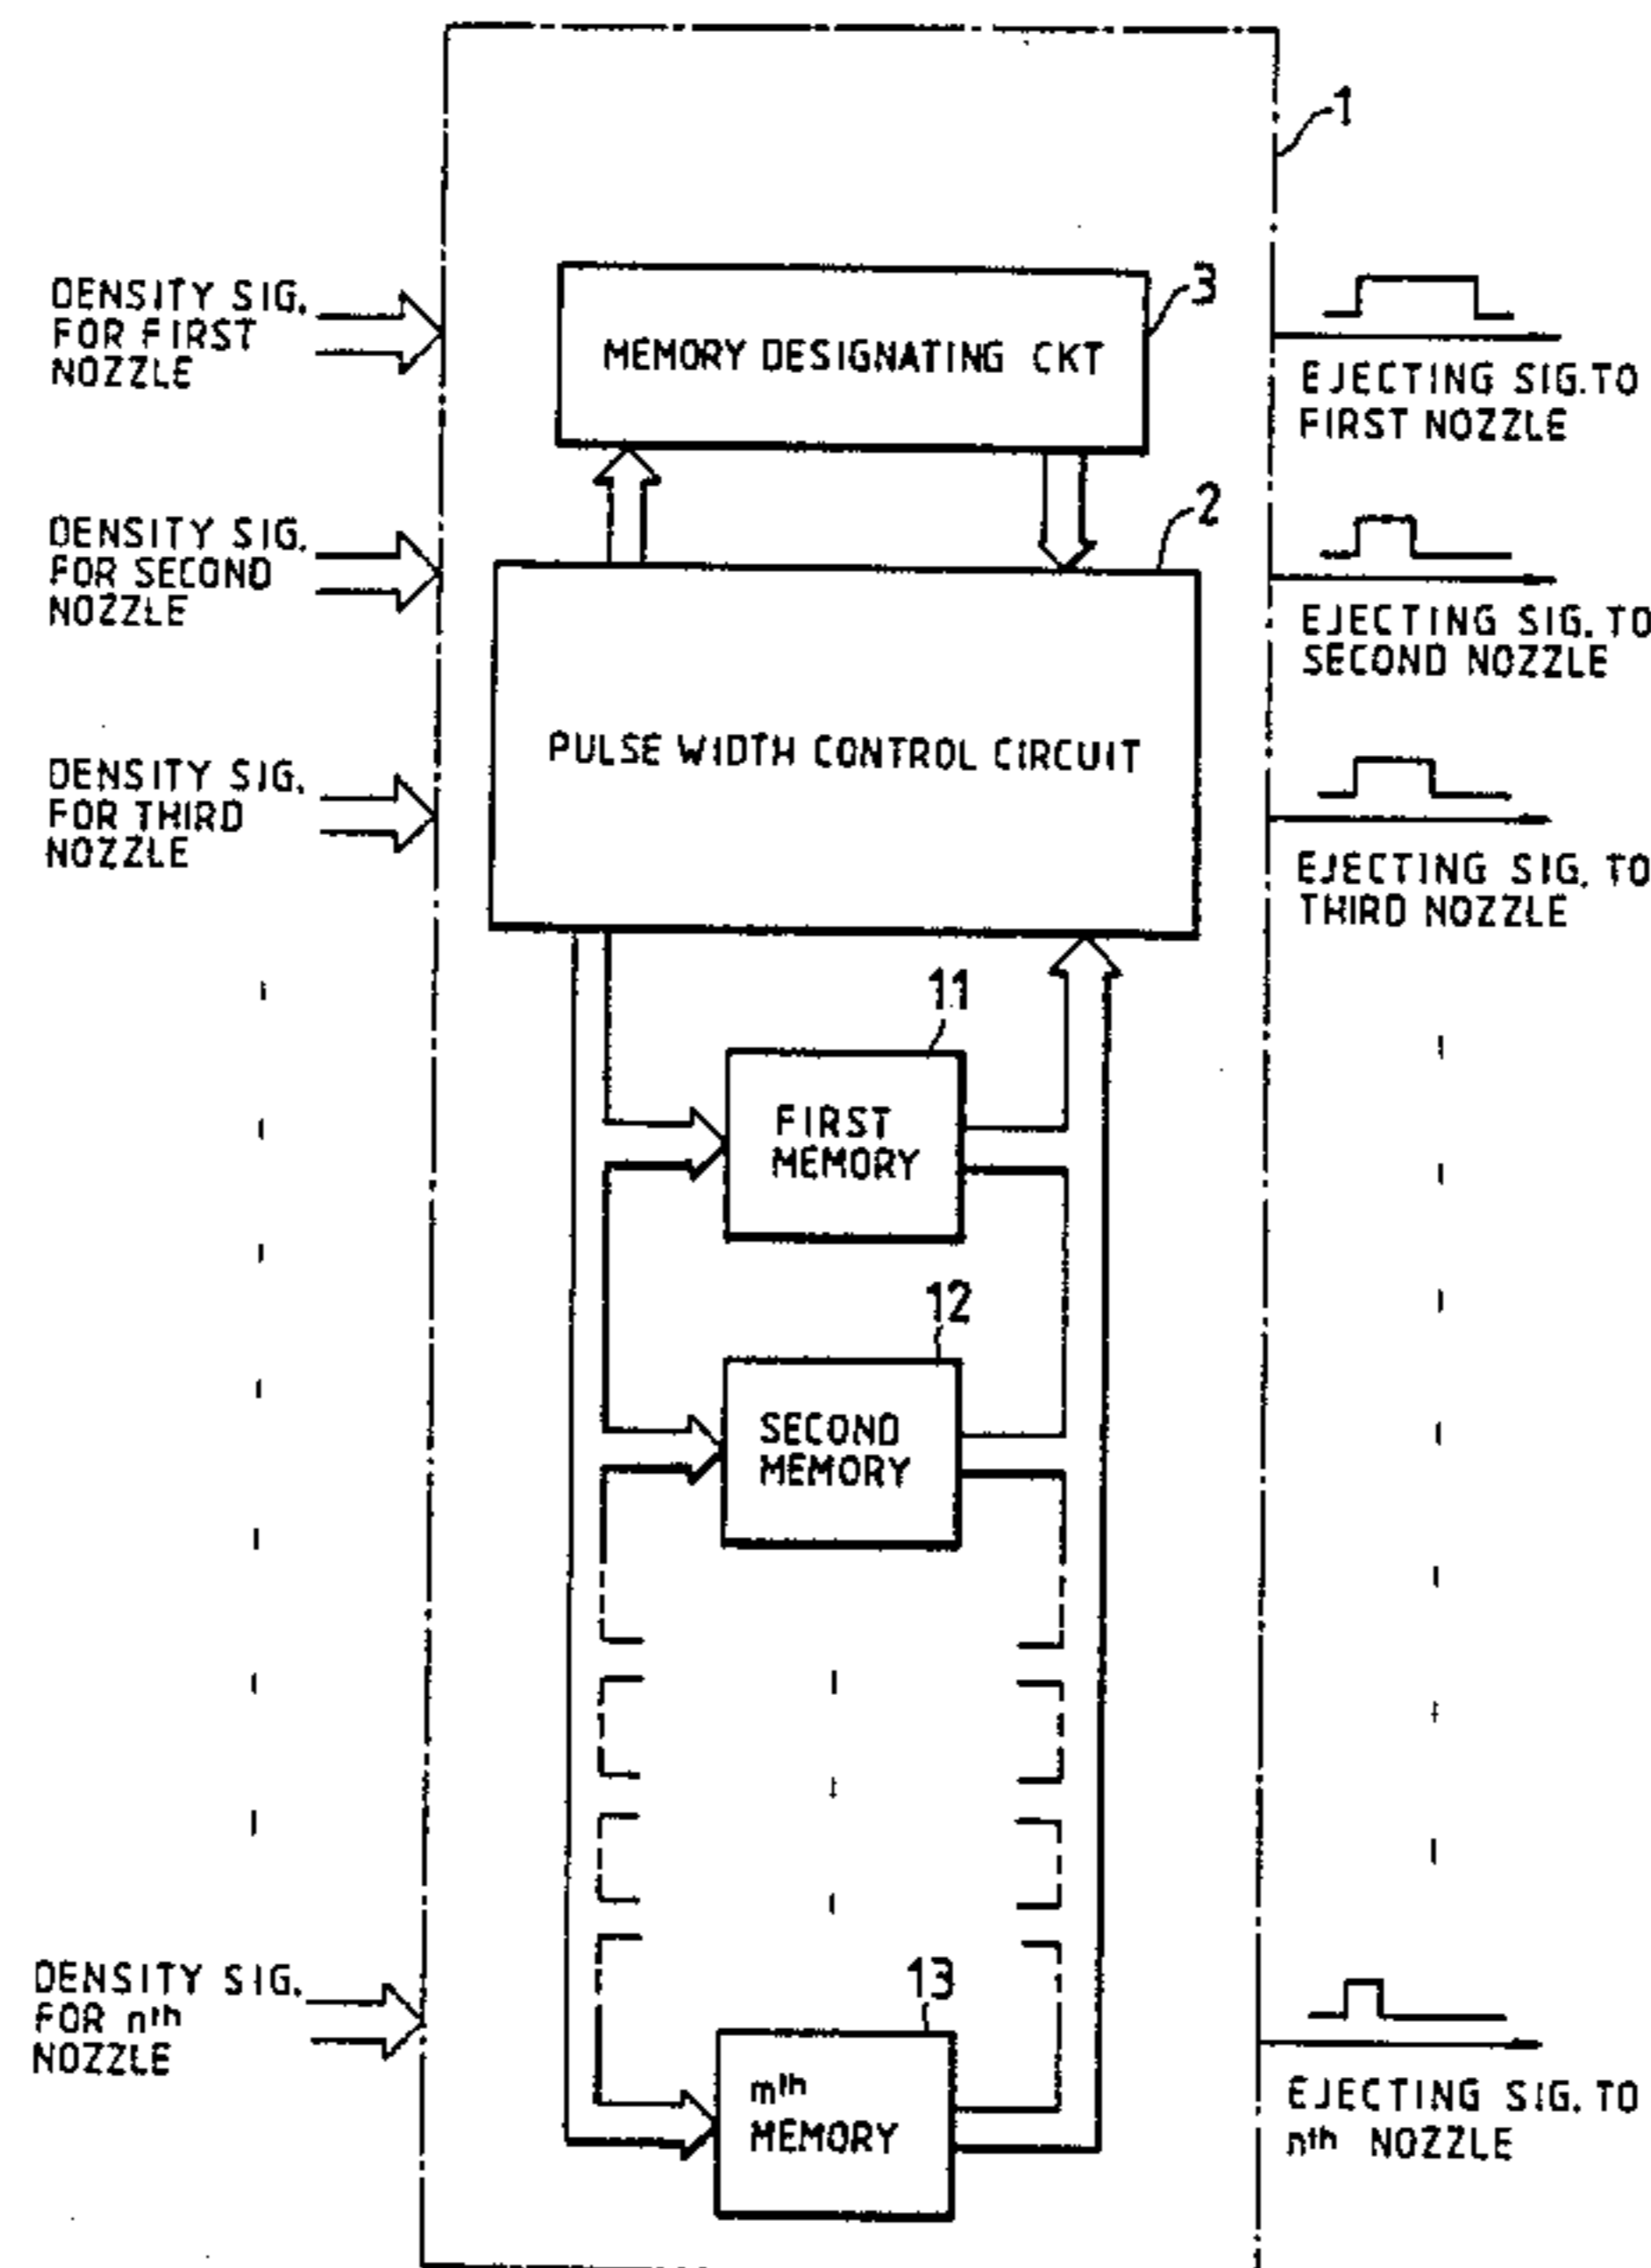 1
DENSITY SIG.
FOR FIRST
NOZZLE
3
MEMORY DESIGNATING CKT
EJECTING SIG. TO
FIRST NOZZLE
DENSITY SIG.
FOR SECOND
NOZZLE
2
EJECTING SIG. TO
SECOND NOZZLE
PULSE WIDTH CONTROL CIRCUIT
DENSITY SIG.
FOR THIRD
NOZZLE
EJECTING SIG. TO
THIRD NOZZLE
11
FIRST
MEMORY
12
SECOND
MEMORY
DENSITY SIG.
FOR nth
NOZZLE
13
mth
MEMORY
EJECTING SIG. TO
nth NOZZLE